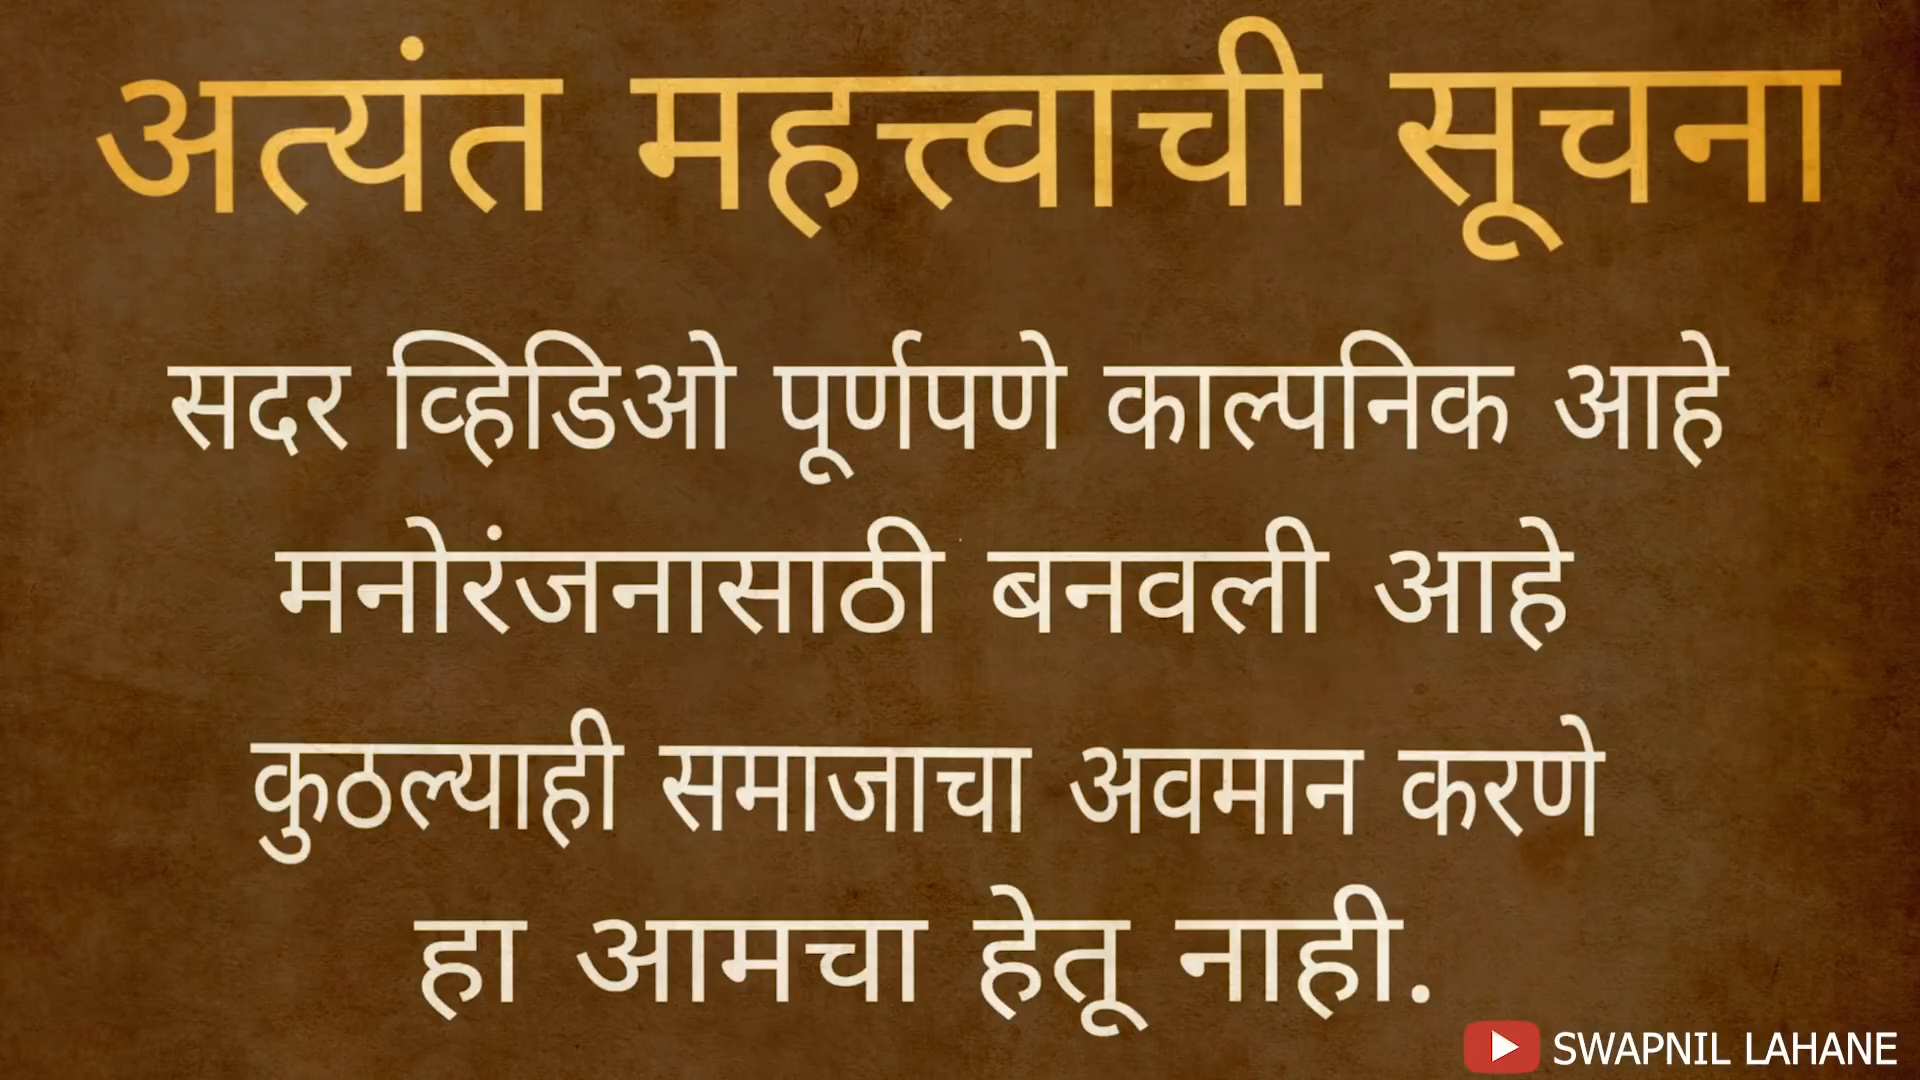 अत्यंत महत्त्वाची सूचना
सदर व्हिडिओ पूर्णपणे काल्पनिक आहे
मनोरंजनासाठी बनवली आहे
कुठल्याही समाजाचा अवमान करणे
हा आमचा हेतू नाही.
SWAPNIL LAHANE